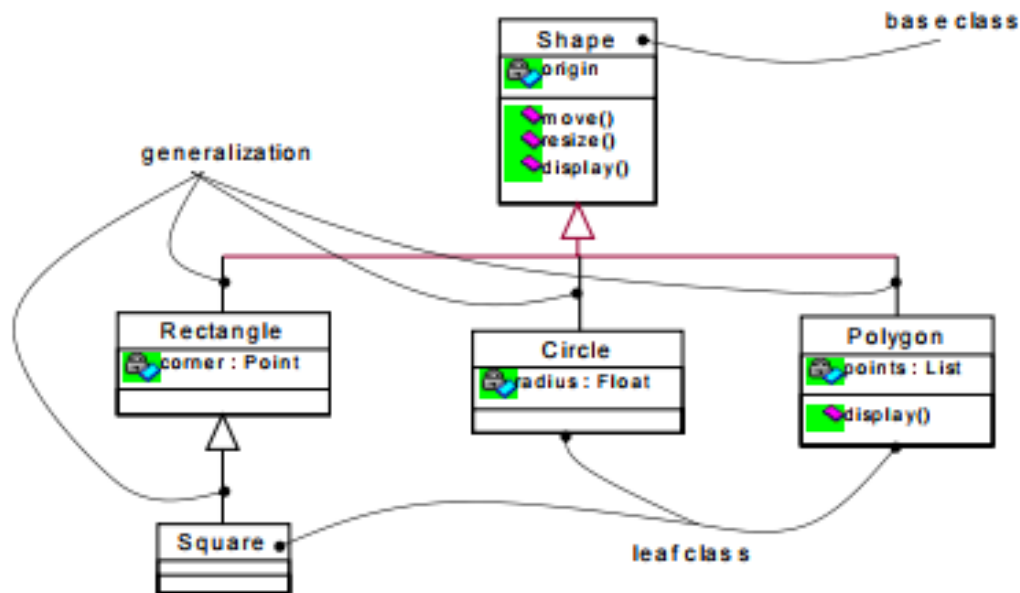 base class
Shape
origin
move()
resize()
display()
generalization
Rectangle
corner : Point
Circle
radius : Float
Polygon
points : List
display()
Square
leaf class